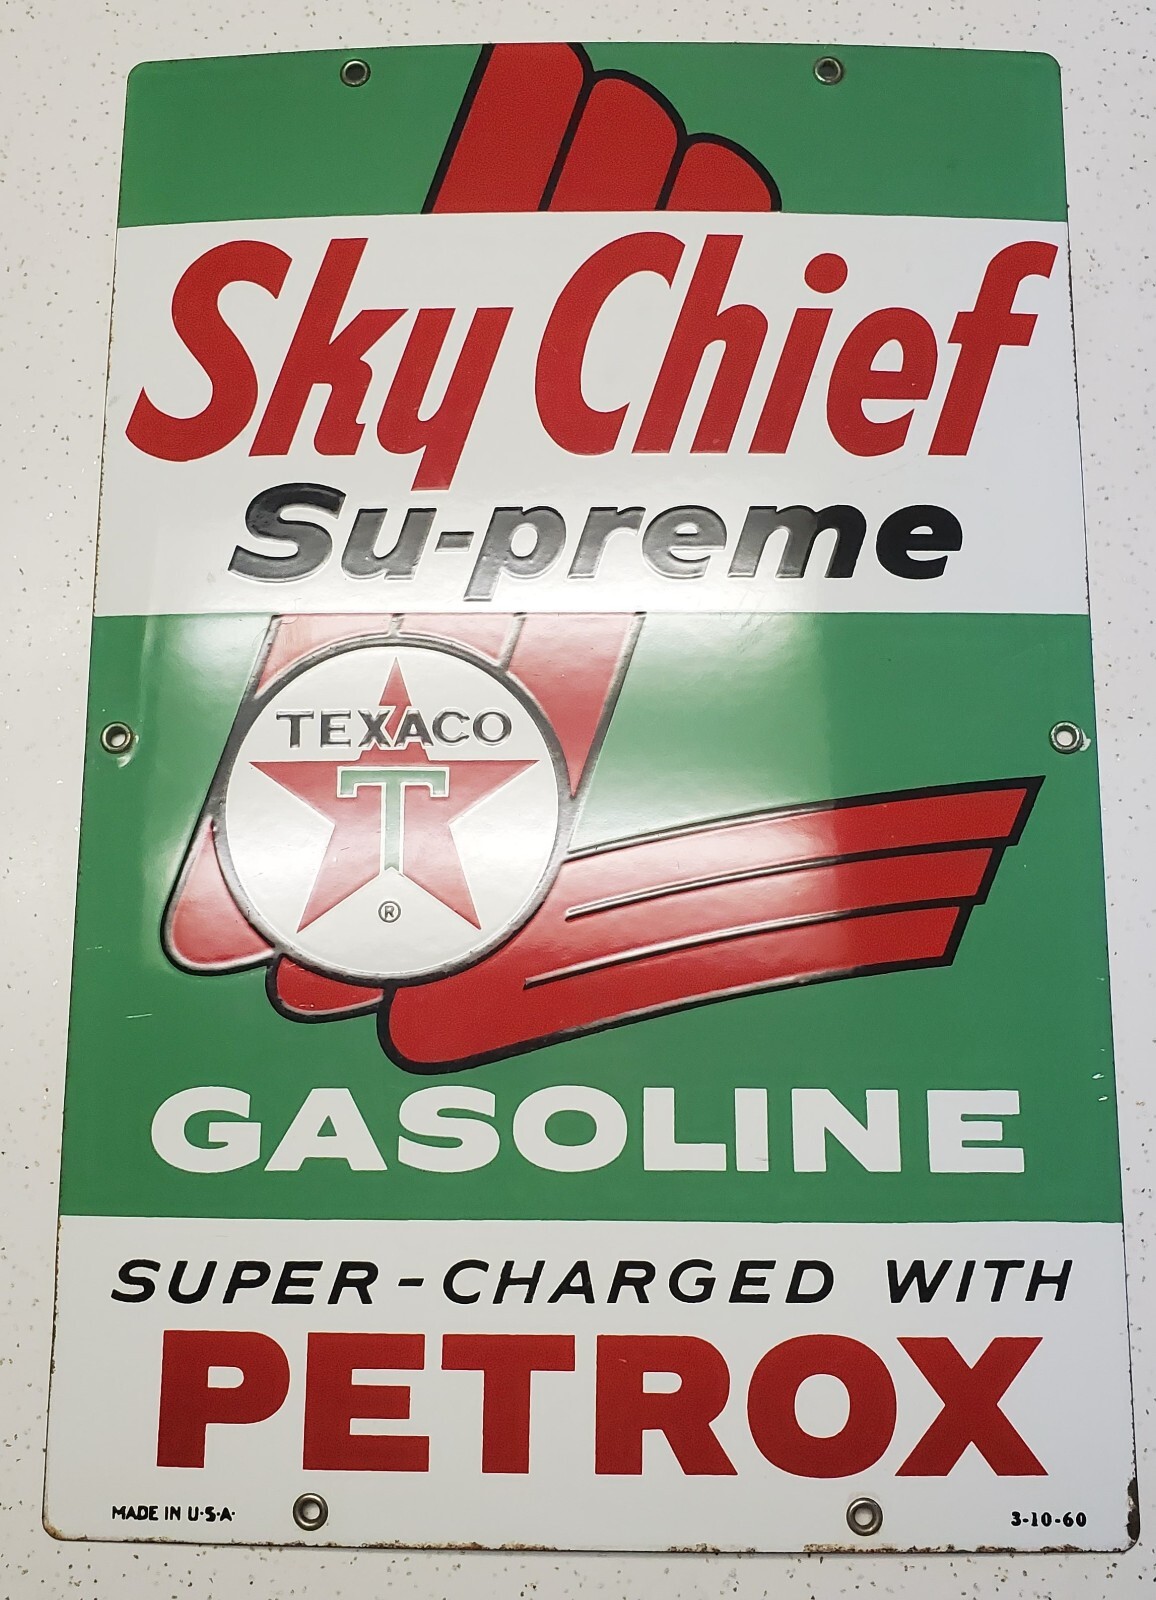 Sky Chief
Su-preme
TEXACO
T
®
GASOLINE
SUPER-CHARGED WITH
PETROX
MADE IN U·S·A·
3-10-60